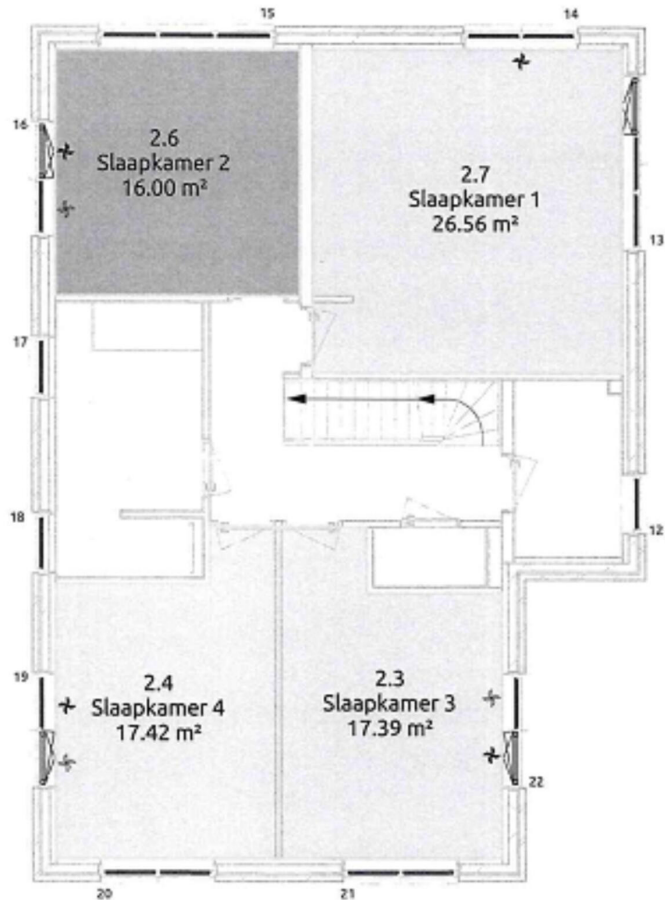 15
14
16
2.6
Slaapkamer 2
16.00 m²
2.7
Slaapkamer 1
26.56 m²
13
17
18
12
19
2.4
Slaapkamer 4
17.42 m²
2.3
Slaapkamer 3
17.39 m²
22
20
21